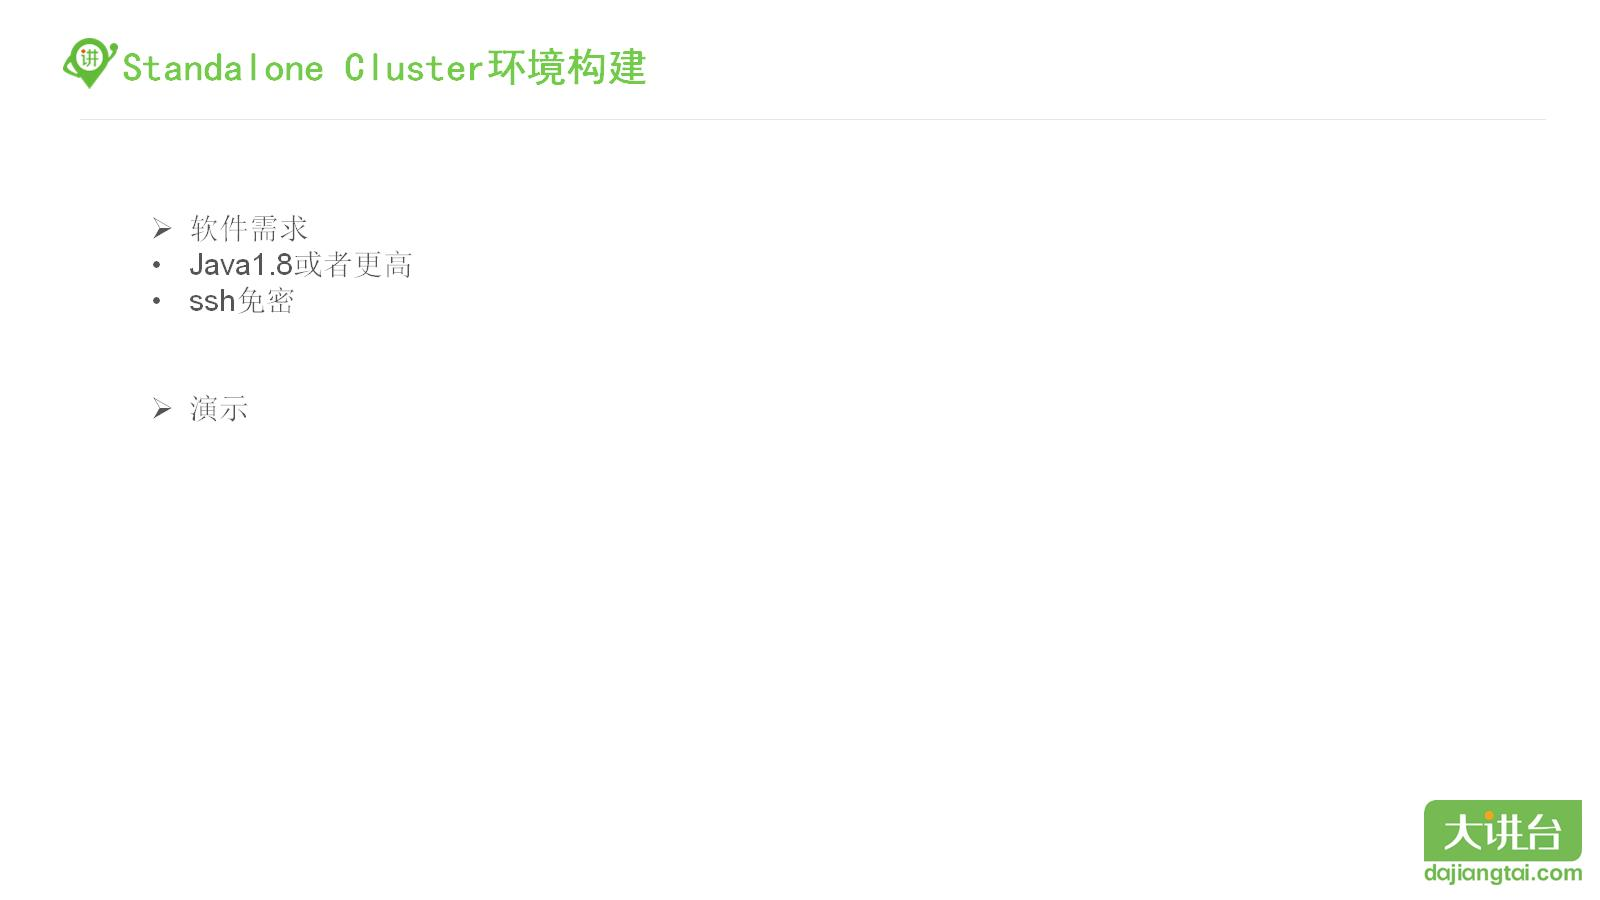 讲
Standalone Cluster环境构建
➢ 软件需求
• Java1.8或者更高
• ssh免密
➢ 演示
大讲台
dajiangtai.com